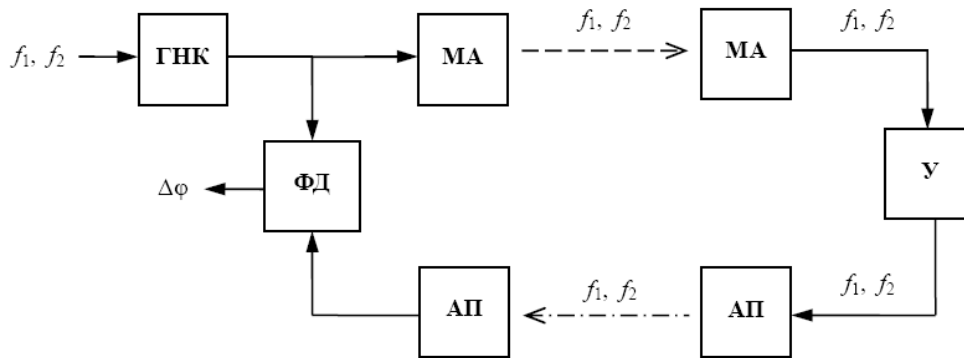 f₁, f₂
ГНК
МА
f₁, f₂
МА
f₁, f₂
ФД
Δφ
У
АП
f₁, f₂
АП
f₁, f₂